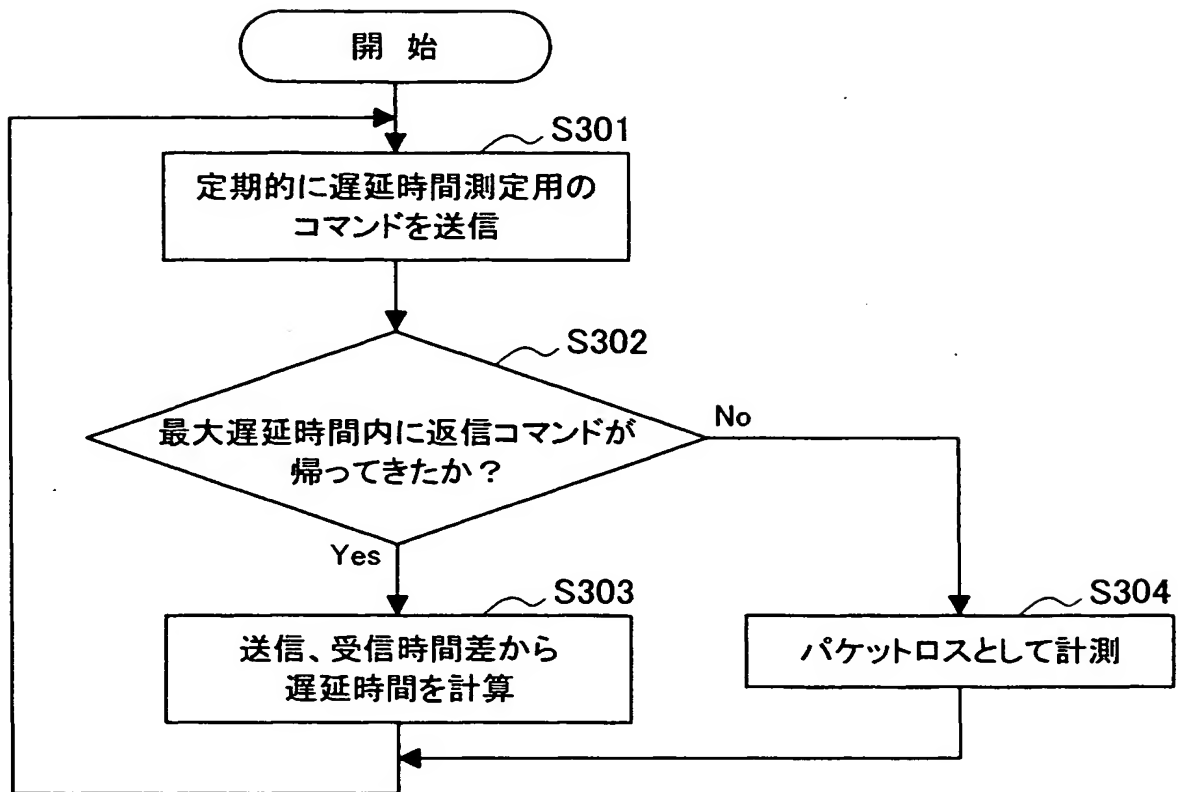 開 始
S301
定期的に遅延時間測定用の
コマンドを送信
S302
最大遅延時間内に返信コマンドが
帰ってきたか？
No
Yes
S303
送信、受信時間差から
遅延時間を計算
S304
パケットロスとして計測